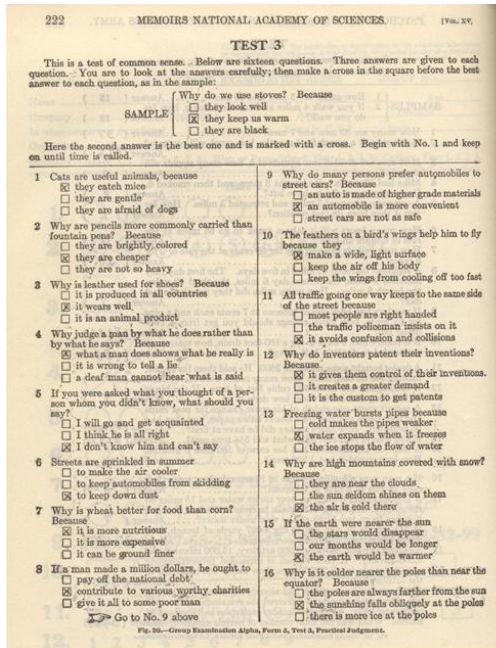 222 MEMOIRS NATIONAL ACADEMY OF SCIENCES. [Vol. XV,
TEST 3
This is a test of common sense. Below are sixteen questions. Three answers are given to each
question. You are to look at the answers carefully; then make a cross in the square before the best
answer to each question, as in the sample:
SAMPLE
Why do we use stoves? Because
they look well
they keep us warm
they are black
Here the second answer is the best one and is marked with a cross. Begin with No. 1 and keep
on until time is called.
1 Cats are useful animals, because
they catch mice
they are gentle
they are afraid of dogs
2 Why are pencils more commonly carried than
fountain pens? Because
they are brightly colored
they are cheaper
they are not so heavy
3 Why is leather used for shoes? Because
it is produced in all countries
it wears well
it is an animal product
4 Why judge a man by what he does rather than
by what he says? Because
what a man does shows what he really is
it is wrong to tell a lie
a deaf man cannot hear what is said
5 If you were asked what you thought of a per-
son whom you didn't know, what should you
say?
I will go and get acquainted
I think he is all right
I don't know him and can't say
6 Streets are sprinkled in summer
to make the air cooler
to keep automobiles from skidding
to keep down dust
7 Why is wheat better for food than corn?
Because
it is more nutritious
it is more expensive
it can be ground finer
8 If a man made a million dollars, he ought to
pay off the national debt
contribute to various worthy charities
give it all to some poor man
Go to No. 9 above
9 Why do many persons prefer automobiles to
street cars? Because
an auto is made of higher grade materials
an automobile is more convenient
street cars are not as safe
10 The feathers on a bird's wings help him to fly
because they
make a wide, light surface
keep the air off his body
keep the wings from cooling off too fast
11 All traffic going one way keeps to the same side
of the street because
most people are right handed
the traffic policeman insists on it
it avoids confusion and collisions
12 Why do inventors patent their inventions?
Because
it gives them control of their inventions.
it creates a greater demand
it is the custom to get patents
13 Freezing water bursts pipes because
cold makes the pipes weaker
water expands when it freezes
the ice stops the flow of water
14 Why are high mountains covered with snow?
Because
they are near the clouds
the sun seldom shines on them
the air is cold there
15 If the earth were nearer the sun
the stars would disappear
our months would be longer
the earth would be warmer
16 Why is it colder nearer the poles than near the
equator? Because
the poles are always farther from the sun
the sunshine falls obliquely at the poles
there is more ice at the poles
Fig. 20.—Group Examination Alpha, Form 5, Test 3, Practical Judgment.